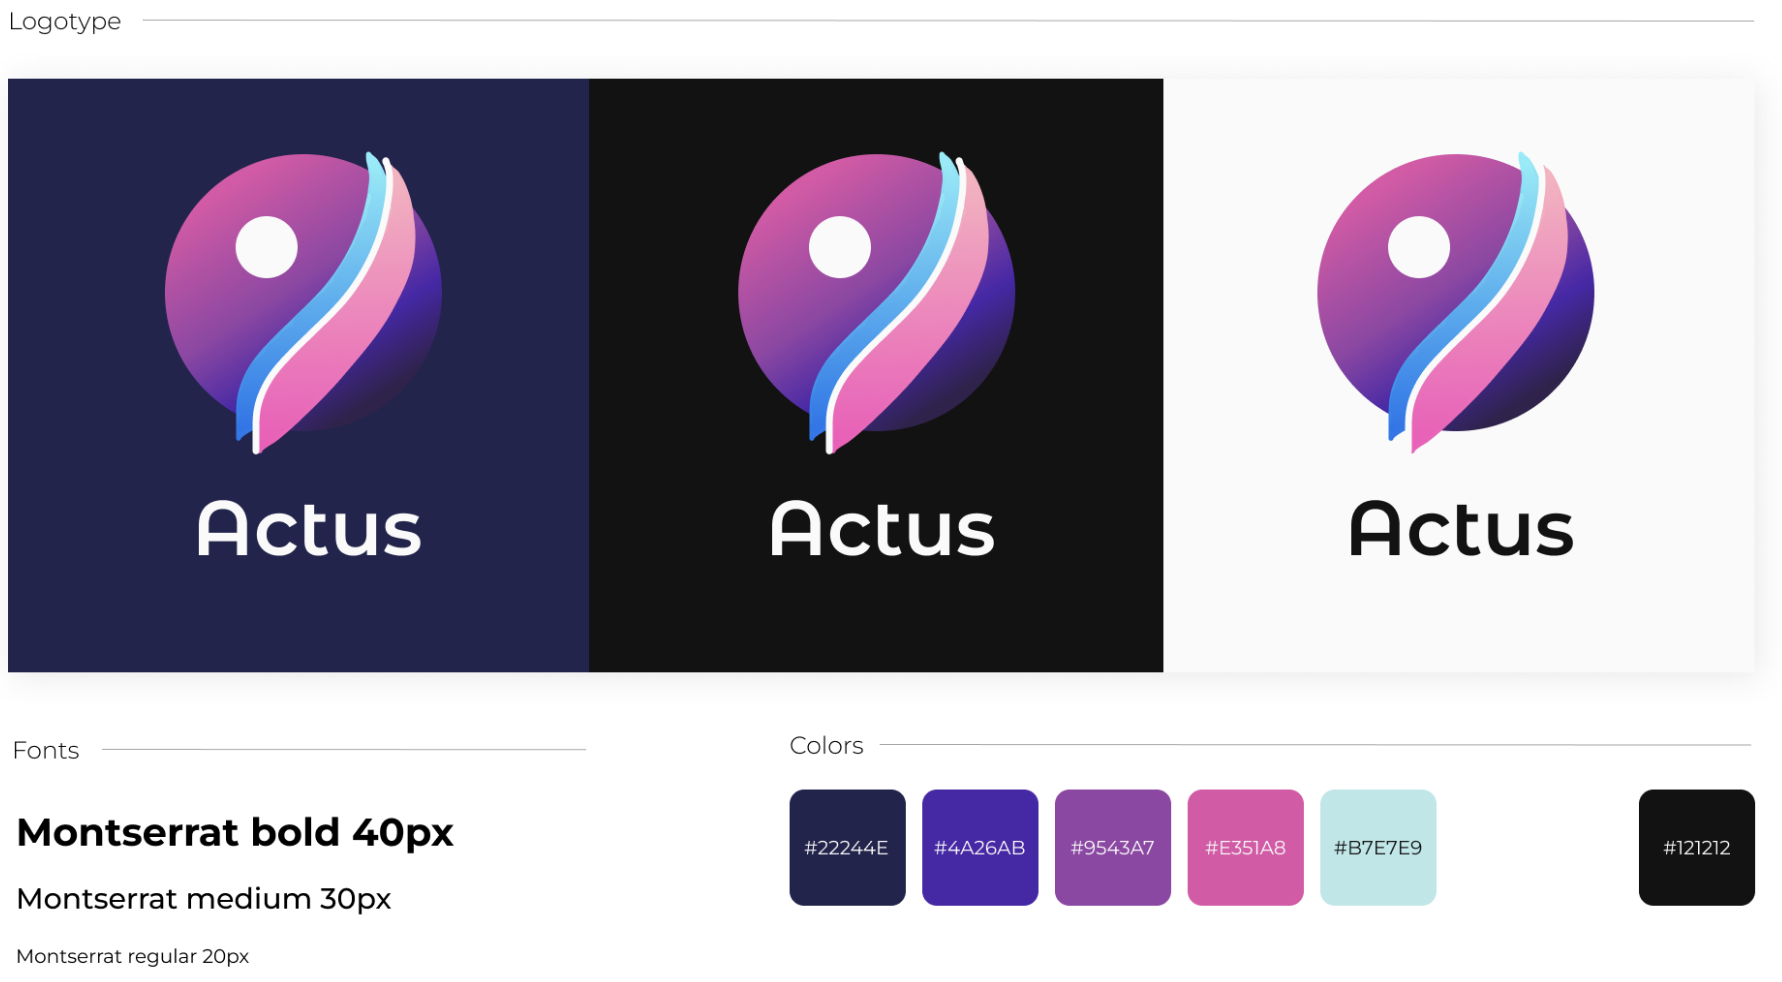 Logotype
Actus
Actus
Actus
Fonts
Montserrat bold 40px
Montserrat medium 30px
Montserrat regular 20px
Colors
#22244E
#4A26AB
#9543A7
#E351A8
#B7E7E9
#121212